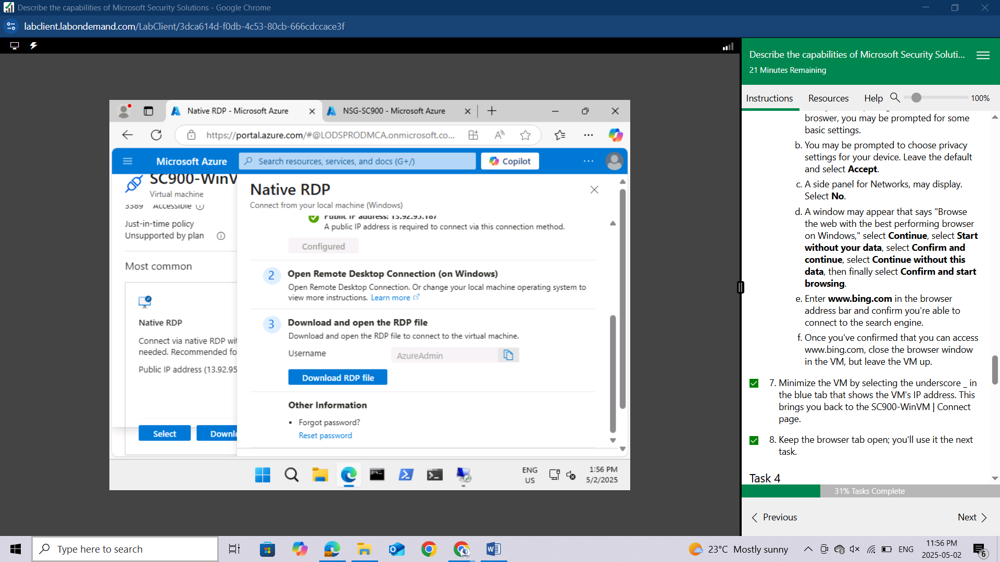 Describe the capabilities of Microsoft Security Solutions - Google Chrome
labclient.labondemand.com/LabClient/3dca614d-f0db-4c53-80cb-666cdccace3f
Native RDP - Microsoft Azure
NSG-SC900 - Microsoft Azure
https://portal.azure.com/#@LODSPRODMCA.onmicrosoft.co...
Microsoft Azure
Search resources, services, and docs (G+/)
Copilot
SC900-WinV
Virtual machine
3389 Accessible
Just-in-time policy
Unsupported by plan
Most common
Native RDP
Connect via native RDP wit
needed. Recommended fo
Public IP address (13.92.95
Select
Downl
Native RDP
Connect from your local machine (Windows)
Public IP address: 13.92.95.187
A public IP address is required to connect via this connection method.
Configured
2 Open Remote Desktop Connection (on Windows)
Open Remote Desktop Connection. Or change your local machine operating system to
view more instructions. Learn more
3 Download and open the RDP file
Download and open the RDP file to connect to the virtual machine.
Username
AzureAdmin
Download RDP file
Other Information
• Forgot password?
Reset password
ENG
US
1:56 PM
5/2/2025
Describe the capabilities of Microsoft Security Soluti...
21 Minutes Remaining
Instructions
Resources
Help
100%
broswer, you may be prompted for some
basic settings.
b. You may be prompted to choose privacy
settings for your device. Leave the default
and select Accept.
c. A side panel for Networks, may display.
Select No.
d. A window may appear that says "Browse
the web with the best performing browser
on Windows," select Continue, select Start
without your data, select Confirm and
continue, select Continue without this
data, then finally select Confirm and start
browsing.
e. Enter www.bing.com in the browser
address bar and confirm you're able to
connect to the search engine.
f. Once you've confirmed that you can access
www.bing.com, close the browser window
in the VM, but leave the VM up.
7. Minimize the VM by selecting the underscore _ in
the blue tab that shows the VM's IP address. This
brings you back to the SC900-WinVM | Connect
page.
8. Keep the browser tab open; you'll use it the next
task.
Task 4
31% Tasks Complete
Previous
Next
Type here to search
23°C Mostly sunny
ENG
11:56 PM
2025-05-02
6